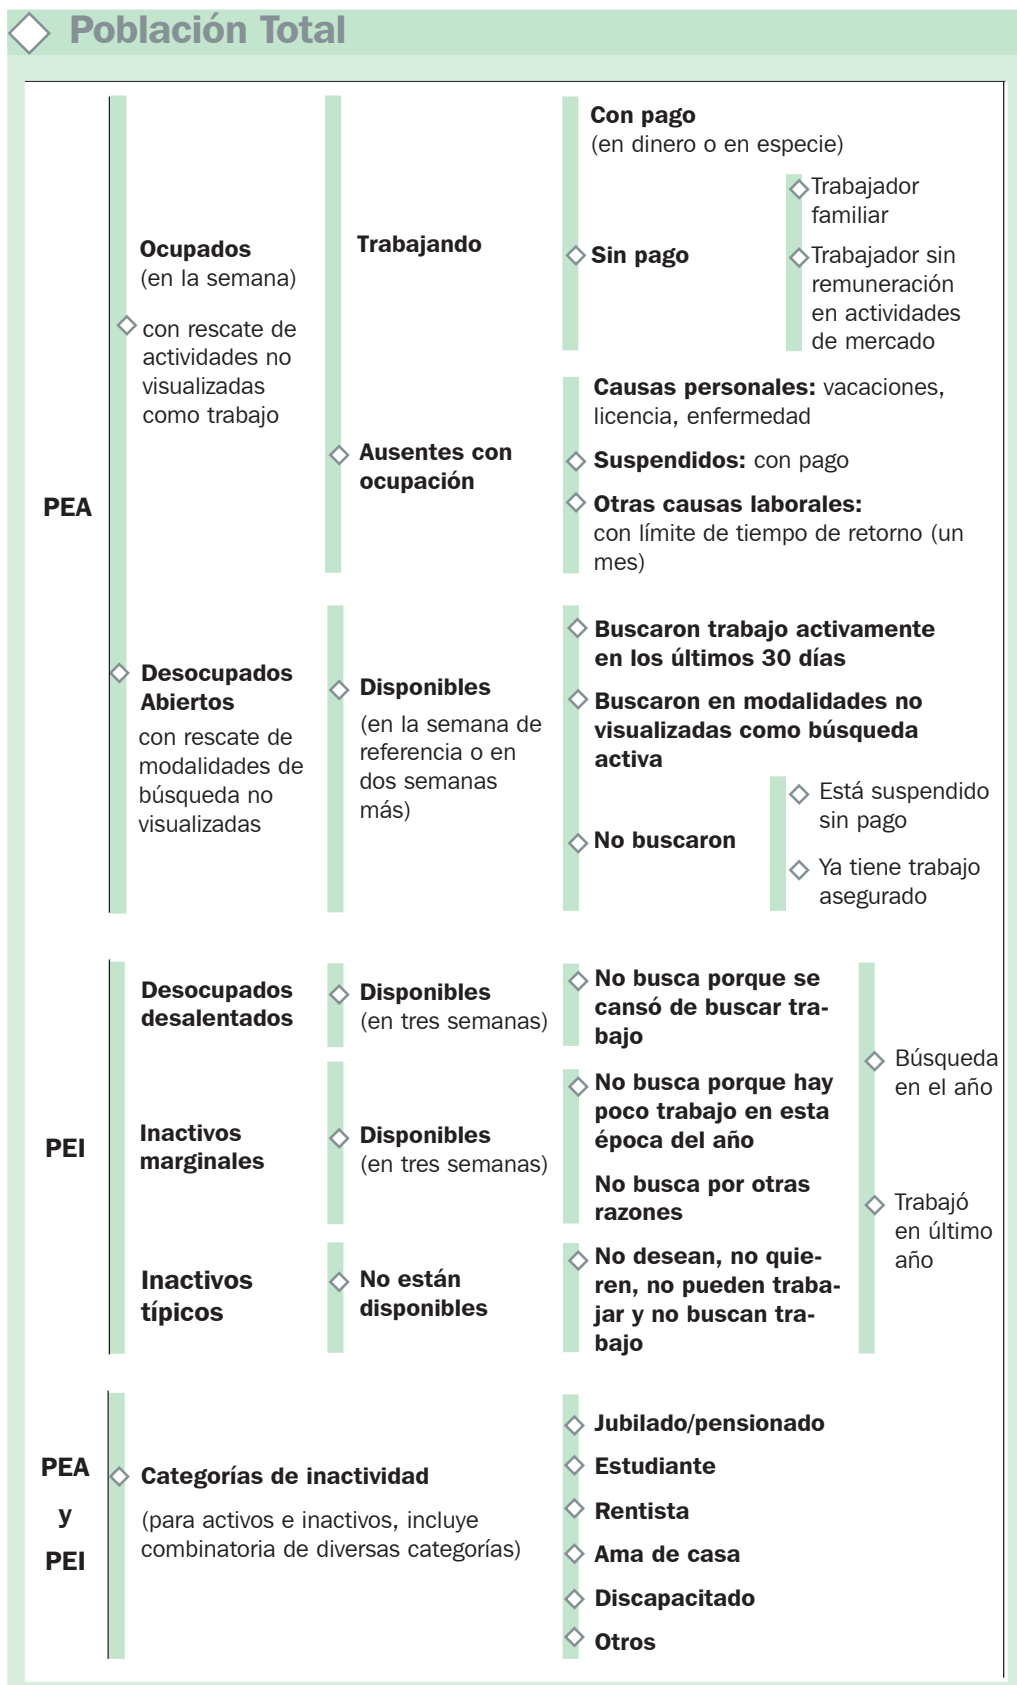 Población Total
PEA
Ocupados
(en la semana)
con rescate de
actividades no
visualizadas
como trabajo
Trabajando
Con pago
(en dinero o en especie)
Sin pago
Trabajador
familiar
Trabajador sin
remuneración
en actividades
de mercado
Ausentes con
ocupación
Causas personales: vacaciones,
licencia, enfermedad
Suspendidos: con pago
Otras causas laborales:
con límite de tiempo de retorno (un
mes)
Desocupados
Abiertos
con rescate de
modalidades de
búsqueda no
visualizadas
Disponibles
(en la semana de
referencia o en
dos semanas
más)
Buscaron trabajo activamente
en los últimos 30 días
Buscaron en modalidades no
visualizadas como búsqueda
activa
No buscaron
Está suspendido
sin pago
Ya tiene trabajo
asegurado
PEI
Desocupados
desalentados
Disponibles
(en tres semanas)
No busca porque se
cansó de buscar tra-
bajo
Inactivos
marginales
Disponibles
(en tres semanas)
No busca porque hay
poco trabajo en esta
época del año
No busca por otras
razones
Inactivos
típicos
No están
disponibles
No desean, no quie-
ren, no pueden traba-
jar y no buscan tra-
bajo
Búsqueda
en el año
Trabajó
en último
año
PEA
y
PEI
Categorías de inactividad
(para activos e inactivos, incluye
combinatoria de diversas categorías)
Jubilado/pensionado
Estudiante
Rentista
Ama de casa
Discapacitado
Otros